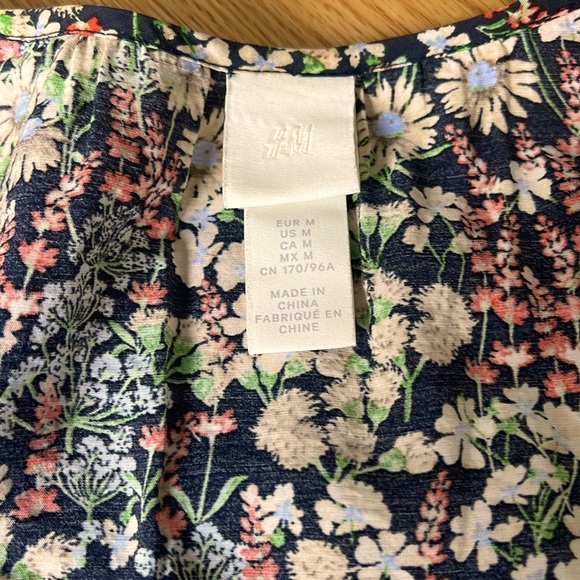 H&M
EUR M
US M
CA M
MX M
CN 170/96A
MADE IN
CHINA
FABRIQUÉ EN
CHINE